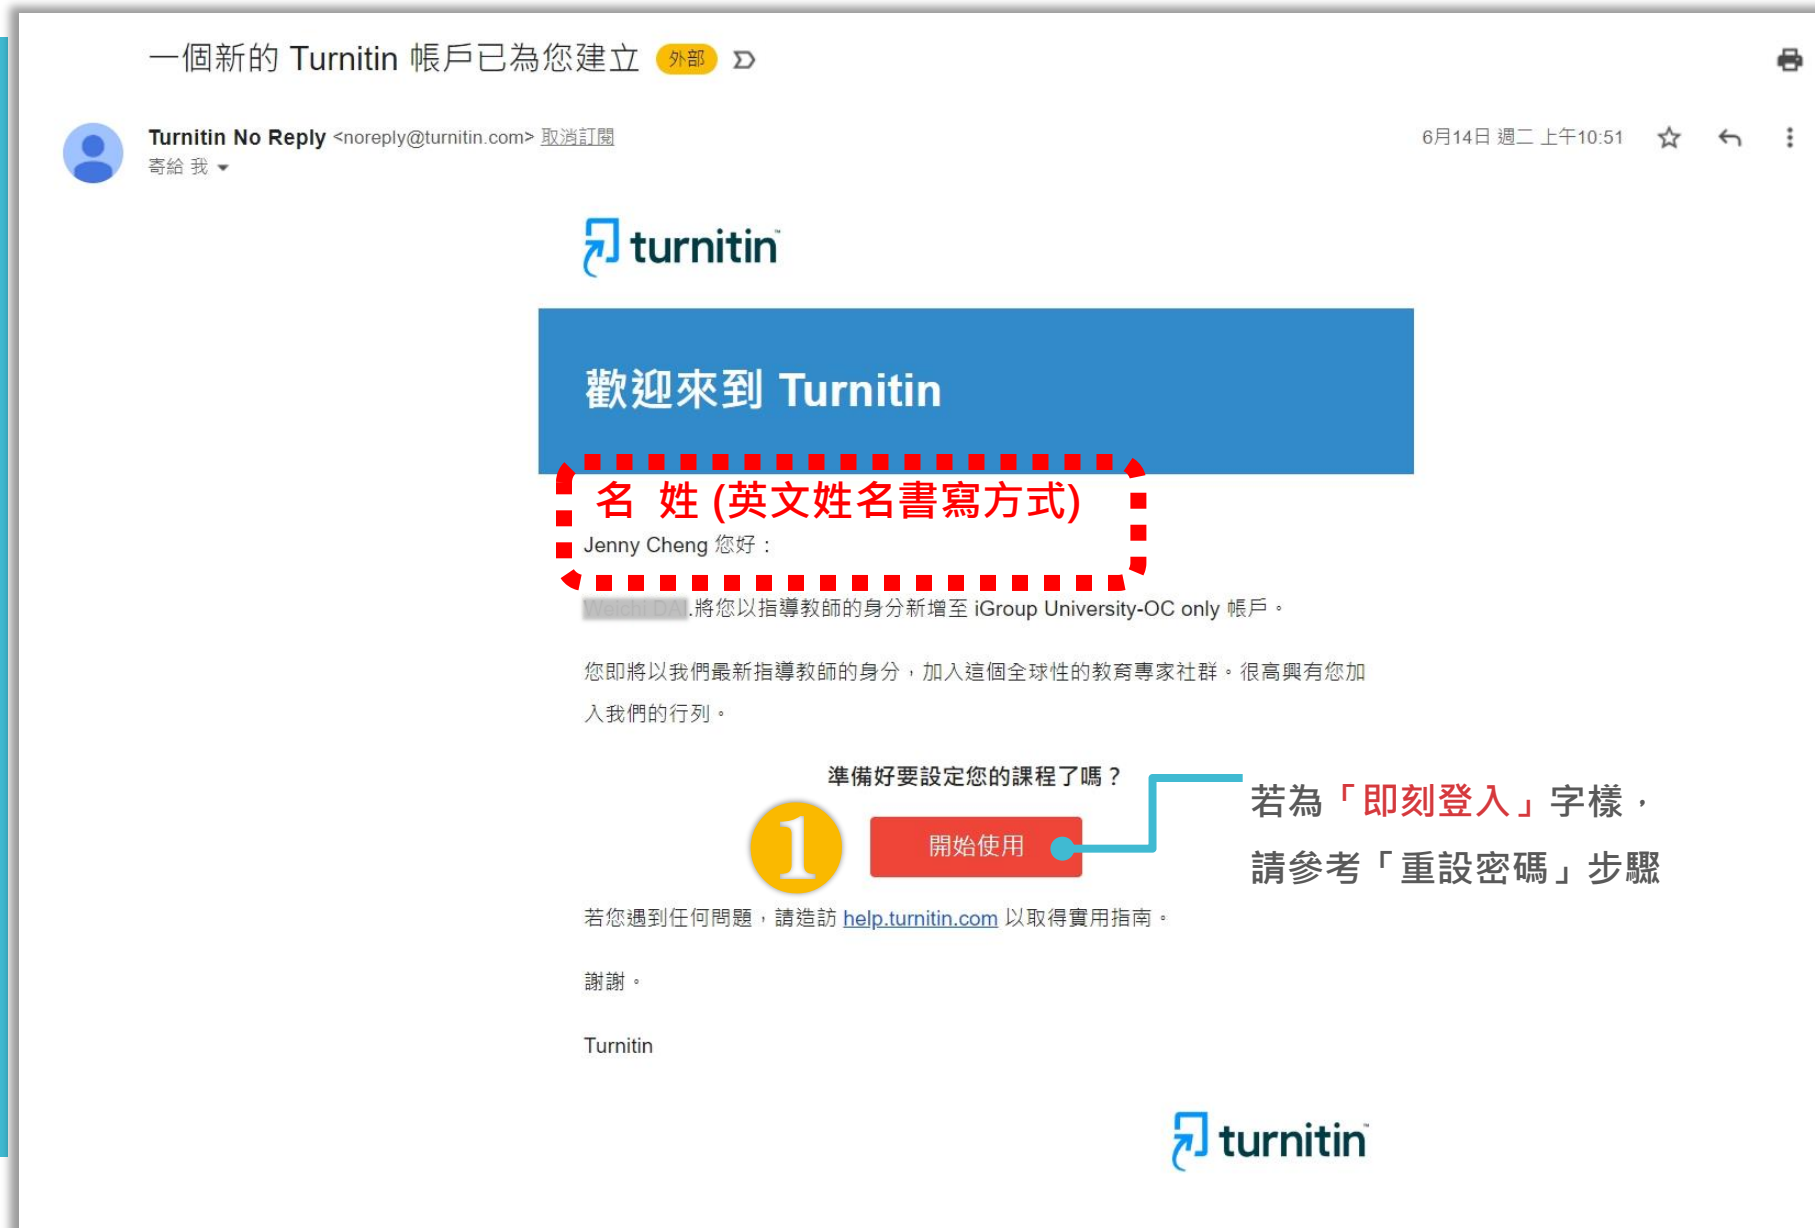 一個新的 Turnitin 帳戶已為您建立 外部
Turnitin No Reply <noreply@turnitin.com> 取消訂閱
6月14日 週二 上午10:51
寄給 我
turnitin
歡迎來到 Turnitin
名 姓 (英文姓名書寫方式)
Jenny Cheng 您好：
Weichi DAI.將您以指導教師的身分新增至 iGroup University-OC only 帳戶。
您即將以我們最新指導教師的身分，加入這個全球性的教育專家社群。很高興有您加
入我們的行列。
準備好要設定您的課程了嗎？
1
開始使用
若為「即刻登入」字樣，
請參考「重設密碼」步驟
若您遇到任何問題，請造訪 help.turnitin.com 以取得實用指南。
謝謝。
Turnitin
turnitin